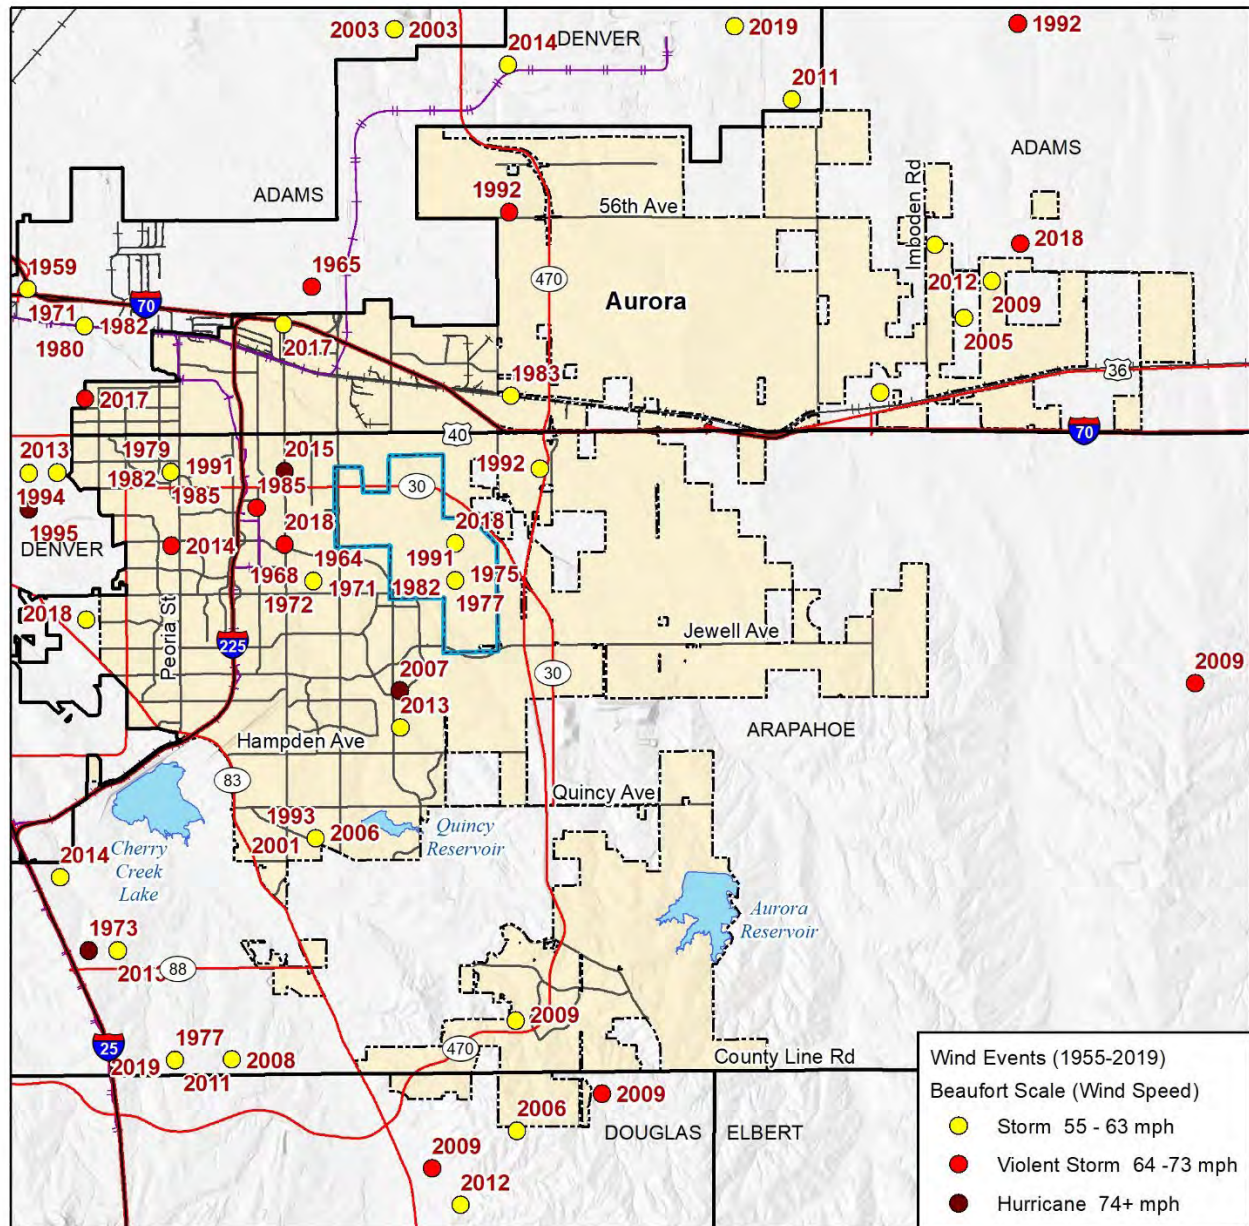 2003
2003
2014
DENVER
2019
1992
2011
ADAMS
ADAMS
1992
56th Ave
Imboden Rd
2018
1959
1965
470
2012
2009
Aurora
1971
70
1982
2005
1980
2017
1983
36
2017
40
70
2013
1979
1991
2015
1992
1982
1985
1985
30
1994
1995
2018
2018
DENVER
2014
1964
1991
1975
1968
1971
1982
1972
1977
2018
Peoria St
225
Jewell Ave
2007
30
2009
2013
ARAPAHOE
Hampden Ave
83
Quincy Ave
1993
2006
Quincy
Reservoir
2001
Cherry
Creek
Lake
2014
Aurora
Reservoir
1973
2013
88
2009
25
1977
470
County Line Rd
2019
2008
2011
2009
2006
DOUGLAS
ELBERT
2009
2012
Wind Events (1955-2019)
Beaufort Scale (Wind Speed)
Storm 55 - 63 mph
Violent Storm 64 -73 mph
Hurricane 74+ mph